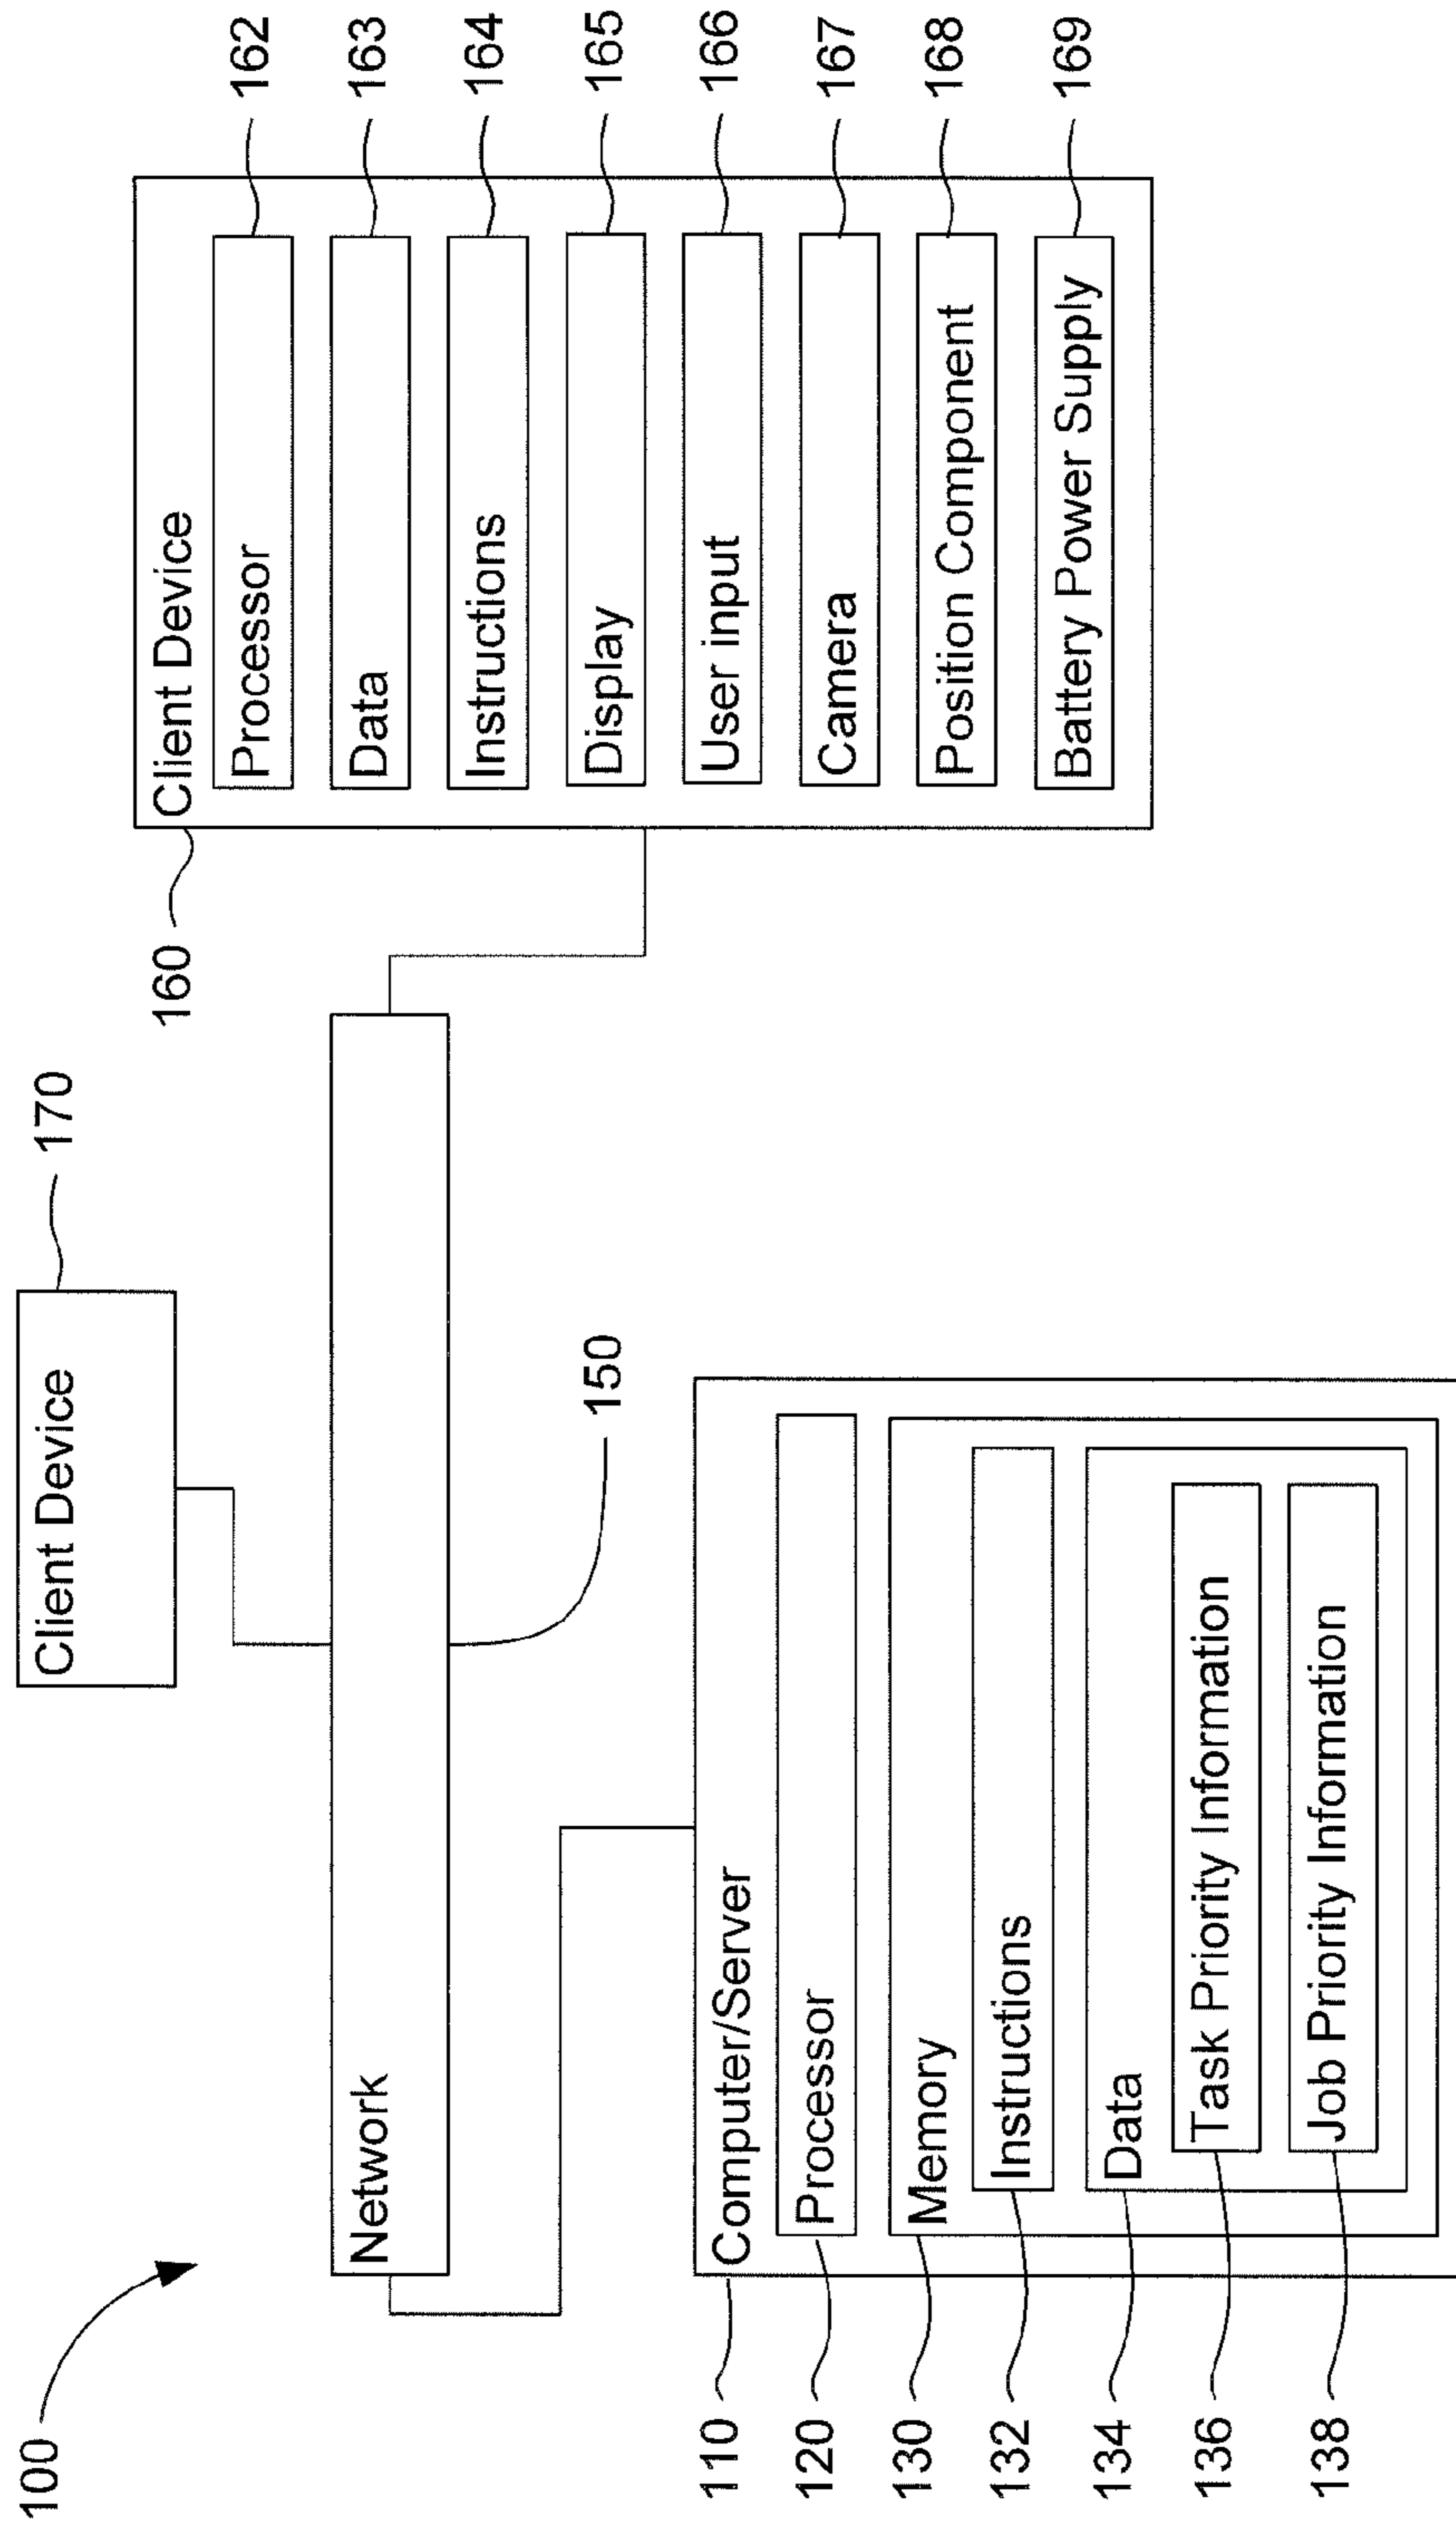 100
Client Device
170
Network
150
160
Client Device
Processor
162
Data
163
Instructions
164
Display
165
User input
166
Camera
167
Position Component
168
Battery Power Supply
169
110
Computer/Server
120
Processor
130
Memory
132
Instructions
134
Data
136
Task Priority Information
138
Job Priority Information